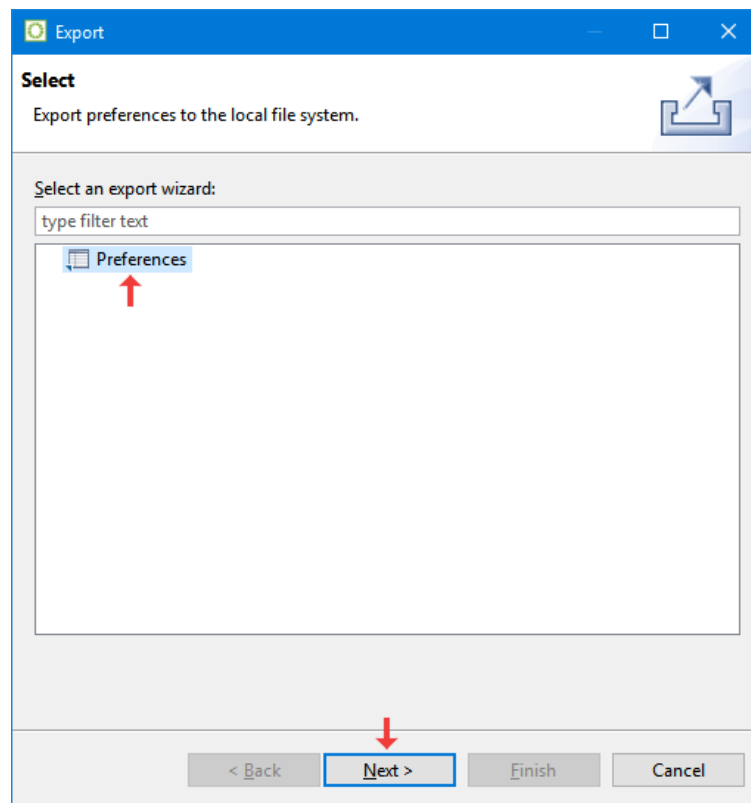 Export
Select
Export preferences to the local file system.
Select an export wizard:
type filter text
Preferences
< Back Next > Finish Cancel